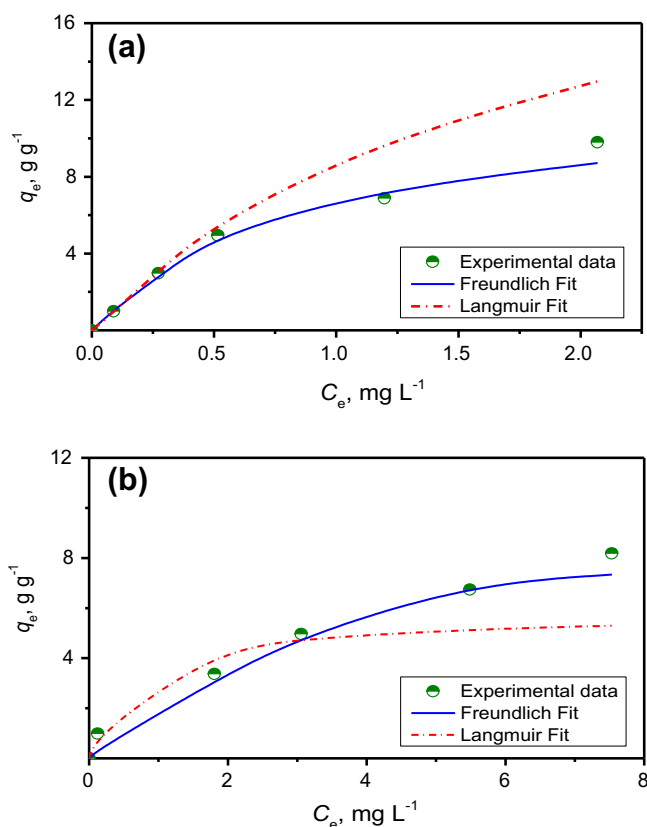 (a)
16
12
8
4
qₑ, g g⁻¹
0.0 0.5 1.0 1.5 2.0
Cₑ, mg L⁻¹
Experimental data
Freundlich Fit
Langmuir Fit
(b)
12
8
4
qₑ, g g⁻¹
0 2 4 6 8
Cₑ, mg L⁻¹
Experimental data
Freundlich Fit
Langmuir Fit